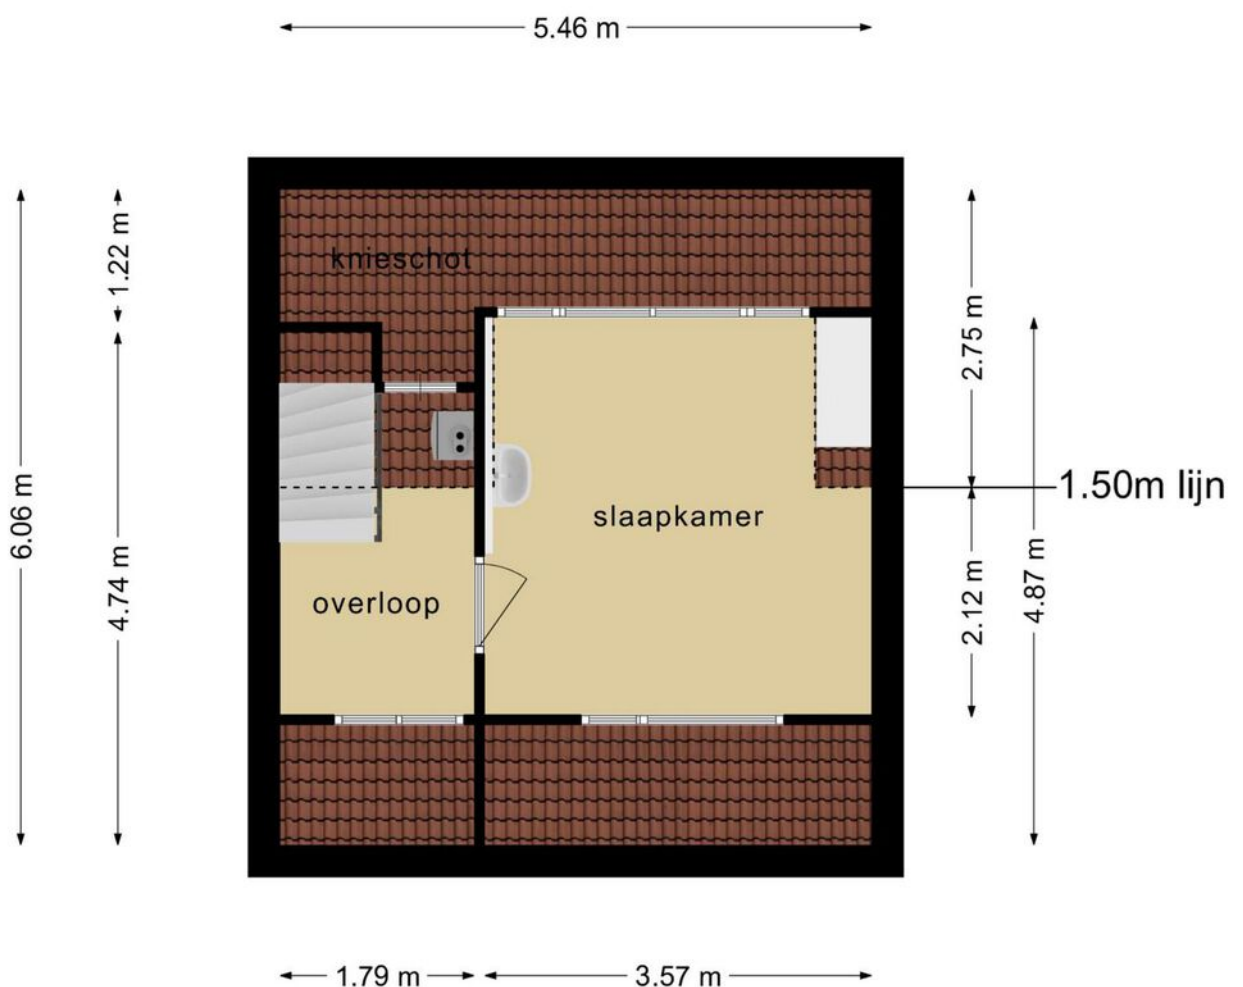 5.46 m
1.22 m
knieschot
2.75 m
6.06 m
1.50m lijn
slaapkamer
4.74 m
overloop
2.12 m
4.87 m
1.79 m
3.57 m